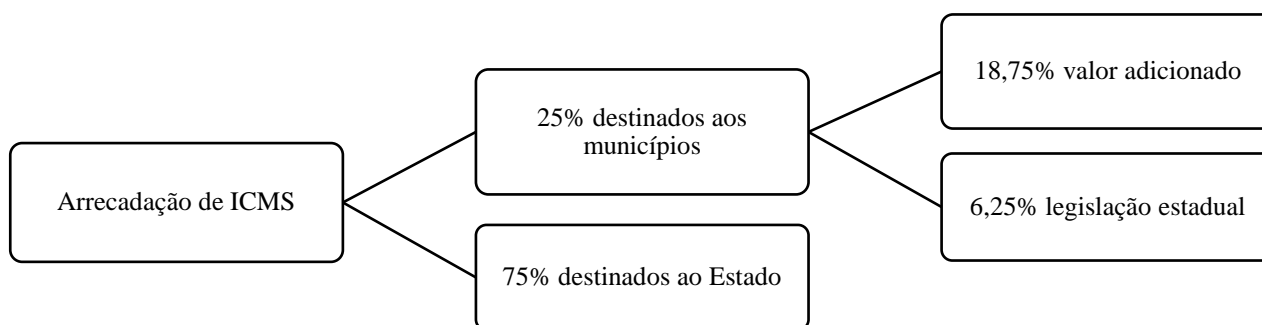 Arrecadação de ICMS
25% destinados aos
municípios
75% destinados ao Estado
18,75% valor adicionado
6,25% legislação estadual